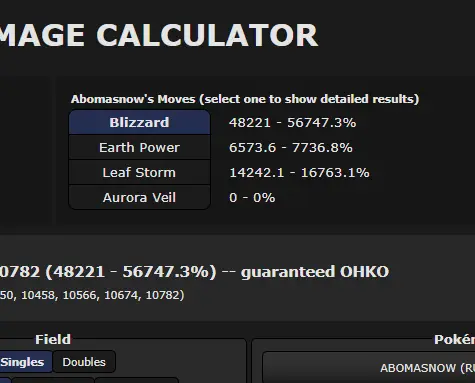 MAGE CALCULATOR
Abomasnow's Moves (select one to show detailed results)
Blizzard 48221 - 56747.3%
Earth Power 6573.6 - 7736.8%
Leaf Storm 14242.1 - 16763.1%
Aurora Veil 0 - 0%
0782 (48221 - 56747.3%) -- guaranteed OHKO
50, 10458, 10566, 10674, 10782)
Field Poké
Singles Doubles ABOMASNOW (RU